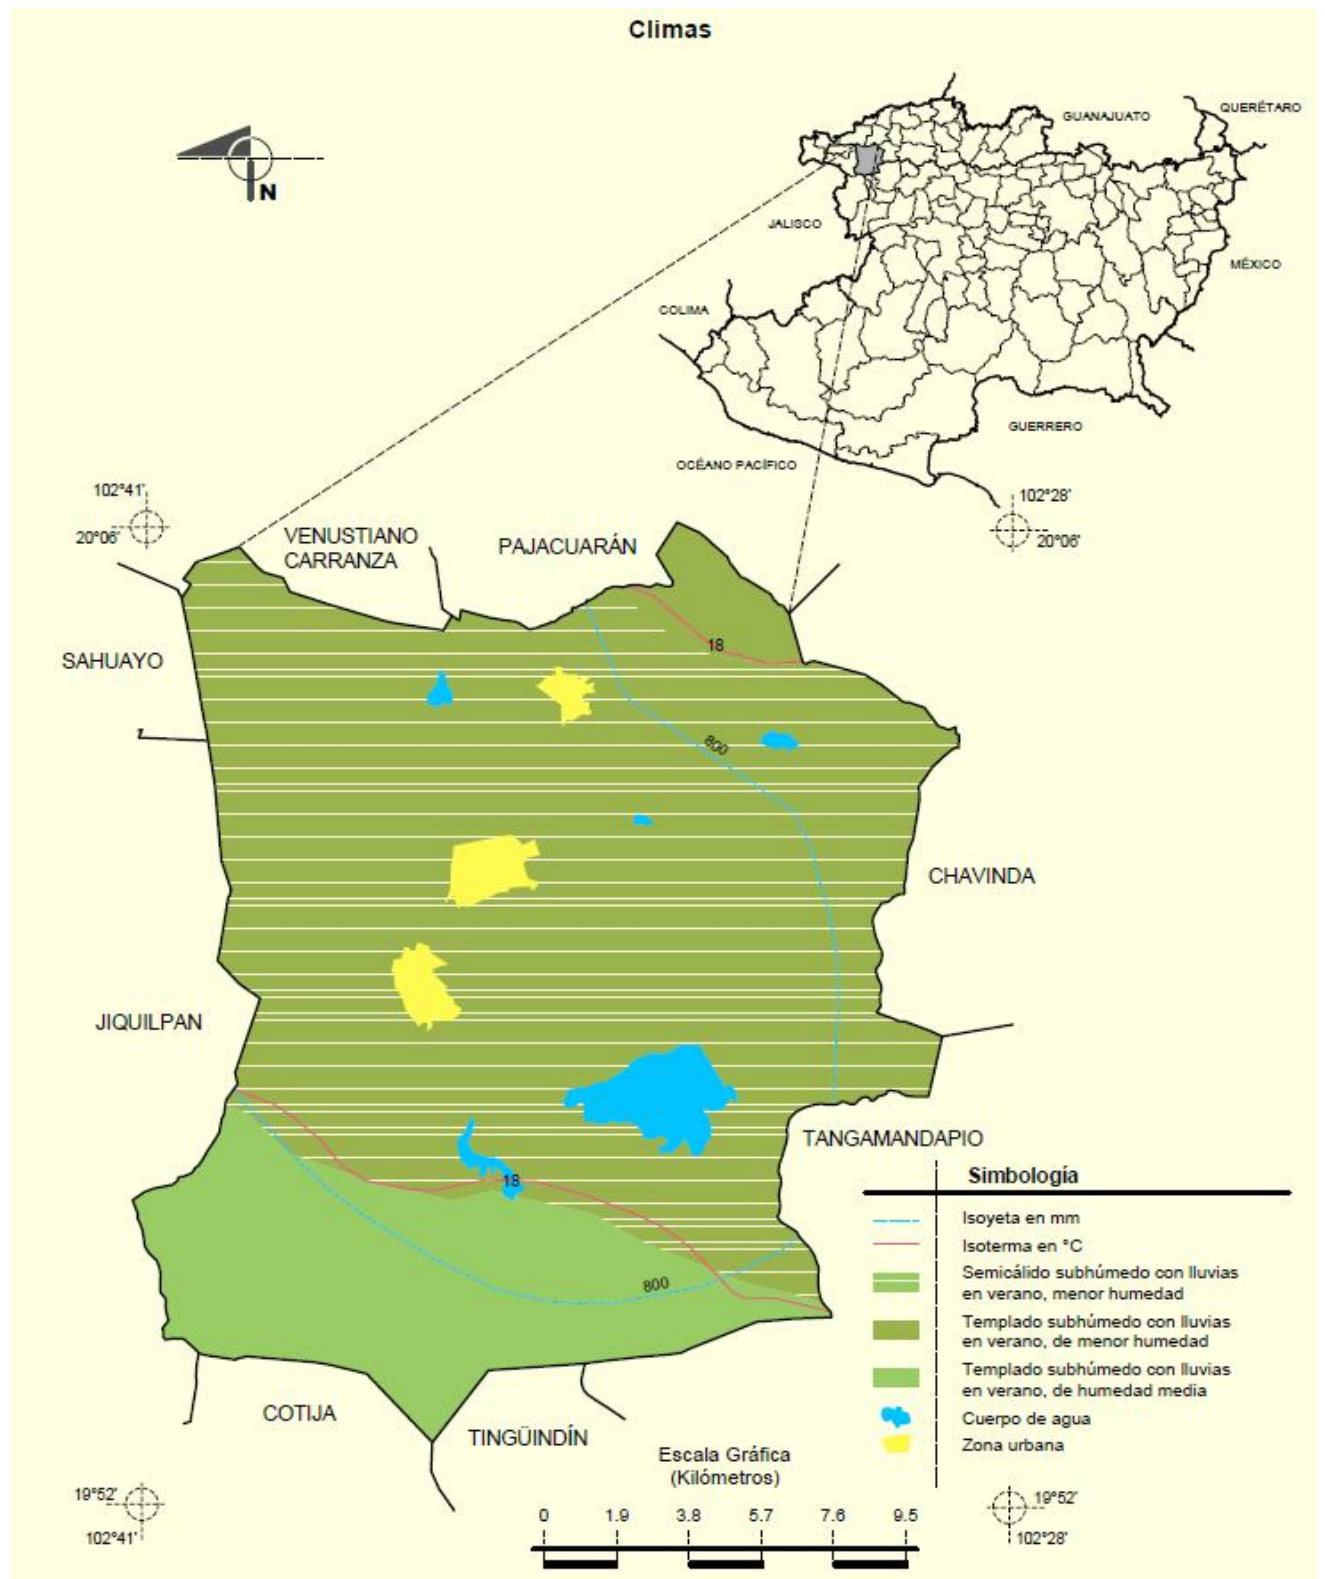 Climas
N
GUANAJUATO
QUERÉTARO
JALISCO
MÉXICO
COLIMA
GUERRERO
OCÉANO PACÍFICO
102°41'
20°06'
102°28'
20°06'
VENUSTIANO
CARRANZA
PAJACUARÁN
SAHUAYO
18
800
CHAVINDA
JIQUILPAN
TANGAMANDAPIO
18
800
COTIJA
TINGÜINDÍN
Simbología
Isoyeta en mm
Isoterma en °C
Semicálido subhúmedo con lluvias
en verano, menor humedad
Templado subhúmedo con lluvias
en verano, de menor humedad
Templado subhúmedo con lluvias
en verano, de humedad media
Cuerpo de agua
Zona urbana
Escala Gráfica
(Kilómetros)
0 1.9 3.8 5.7 7.6 9.5
19°52'
102°41'
19°52'
102°28'